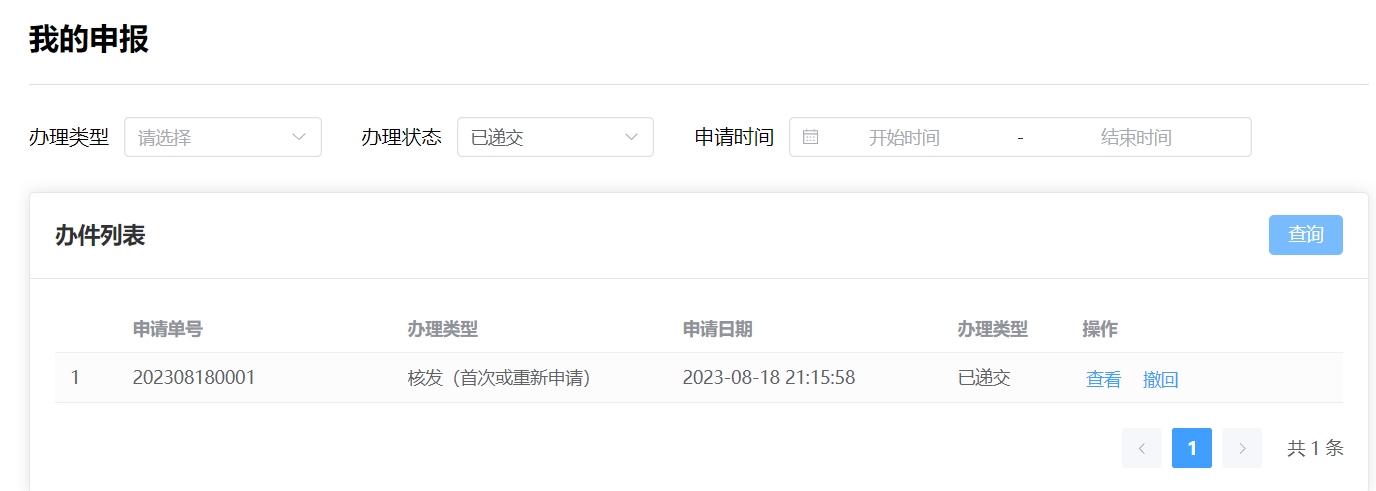 我的申报
办理类型 请选择 办理状态 已递交 申请时间 开始时间 - 结束时间
办件列表 查询
申请单号 办理类型 申请日期 办理类型 操作
1 202308180001 核发（首次或重新申请） 2023-08-18 21:15:58 已递交 查看 撤回
1 共 1 条